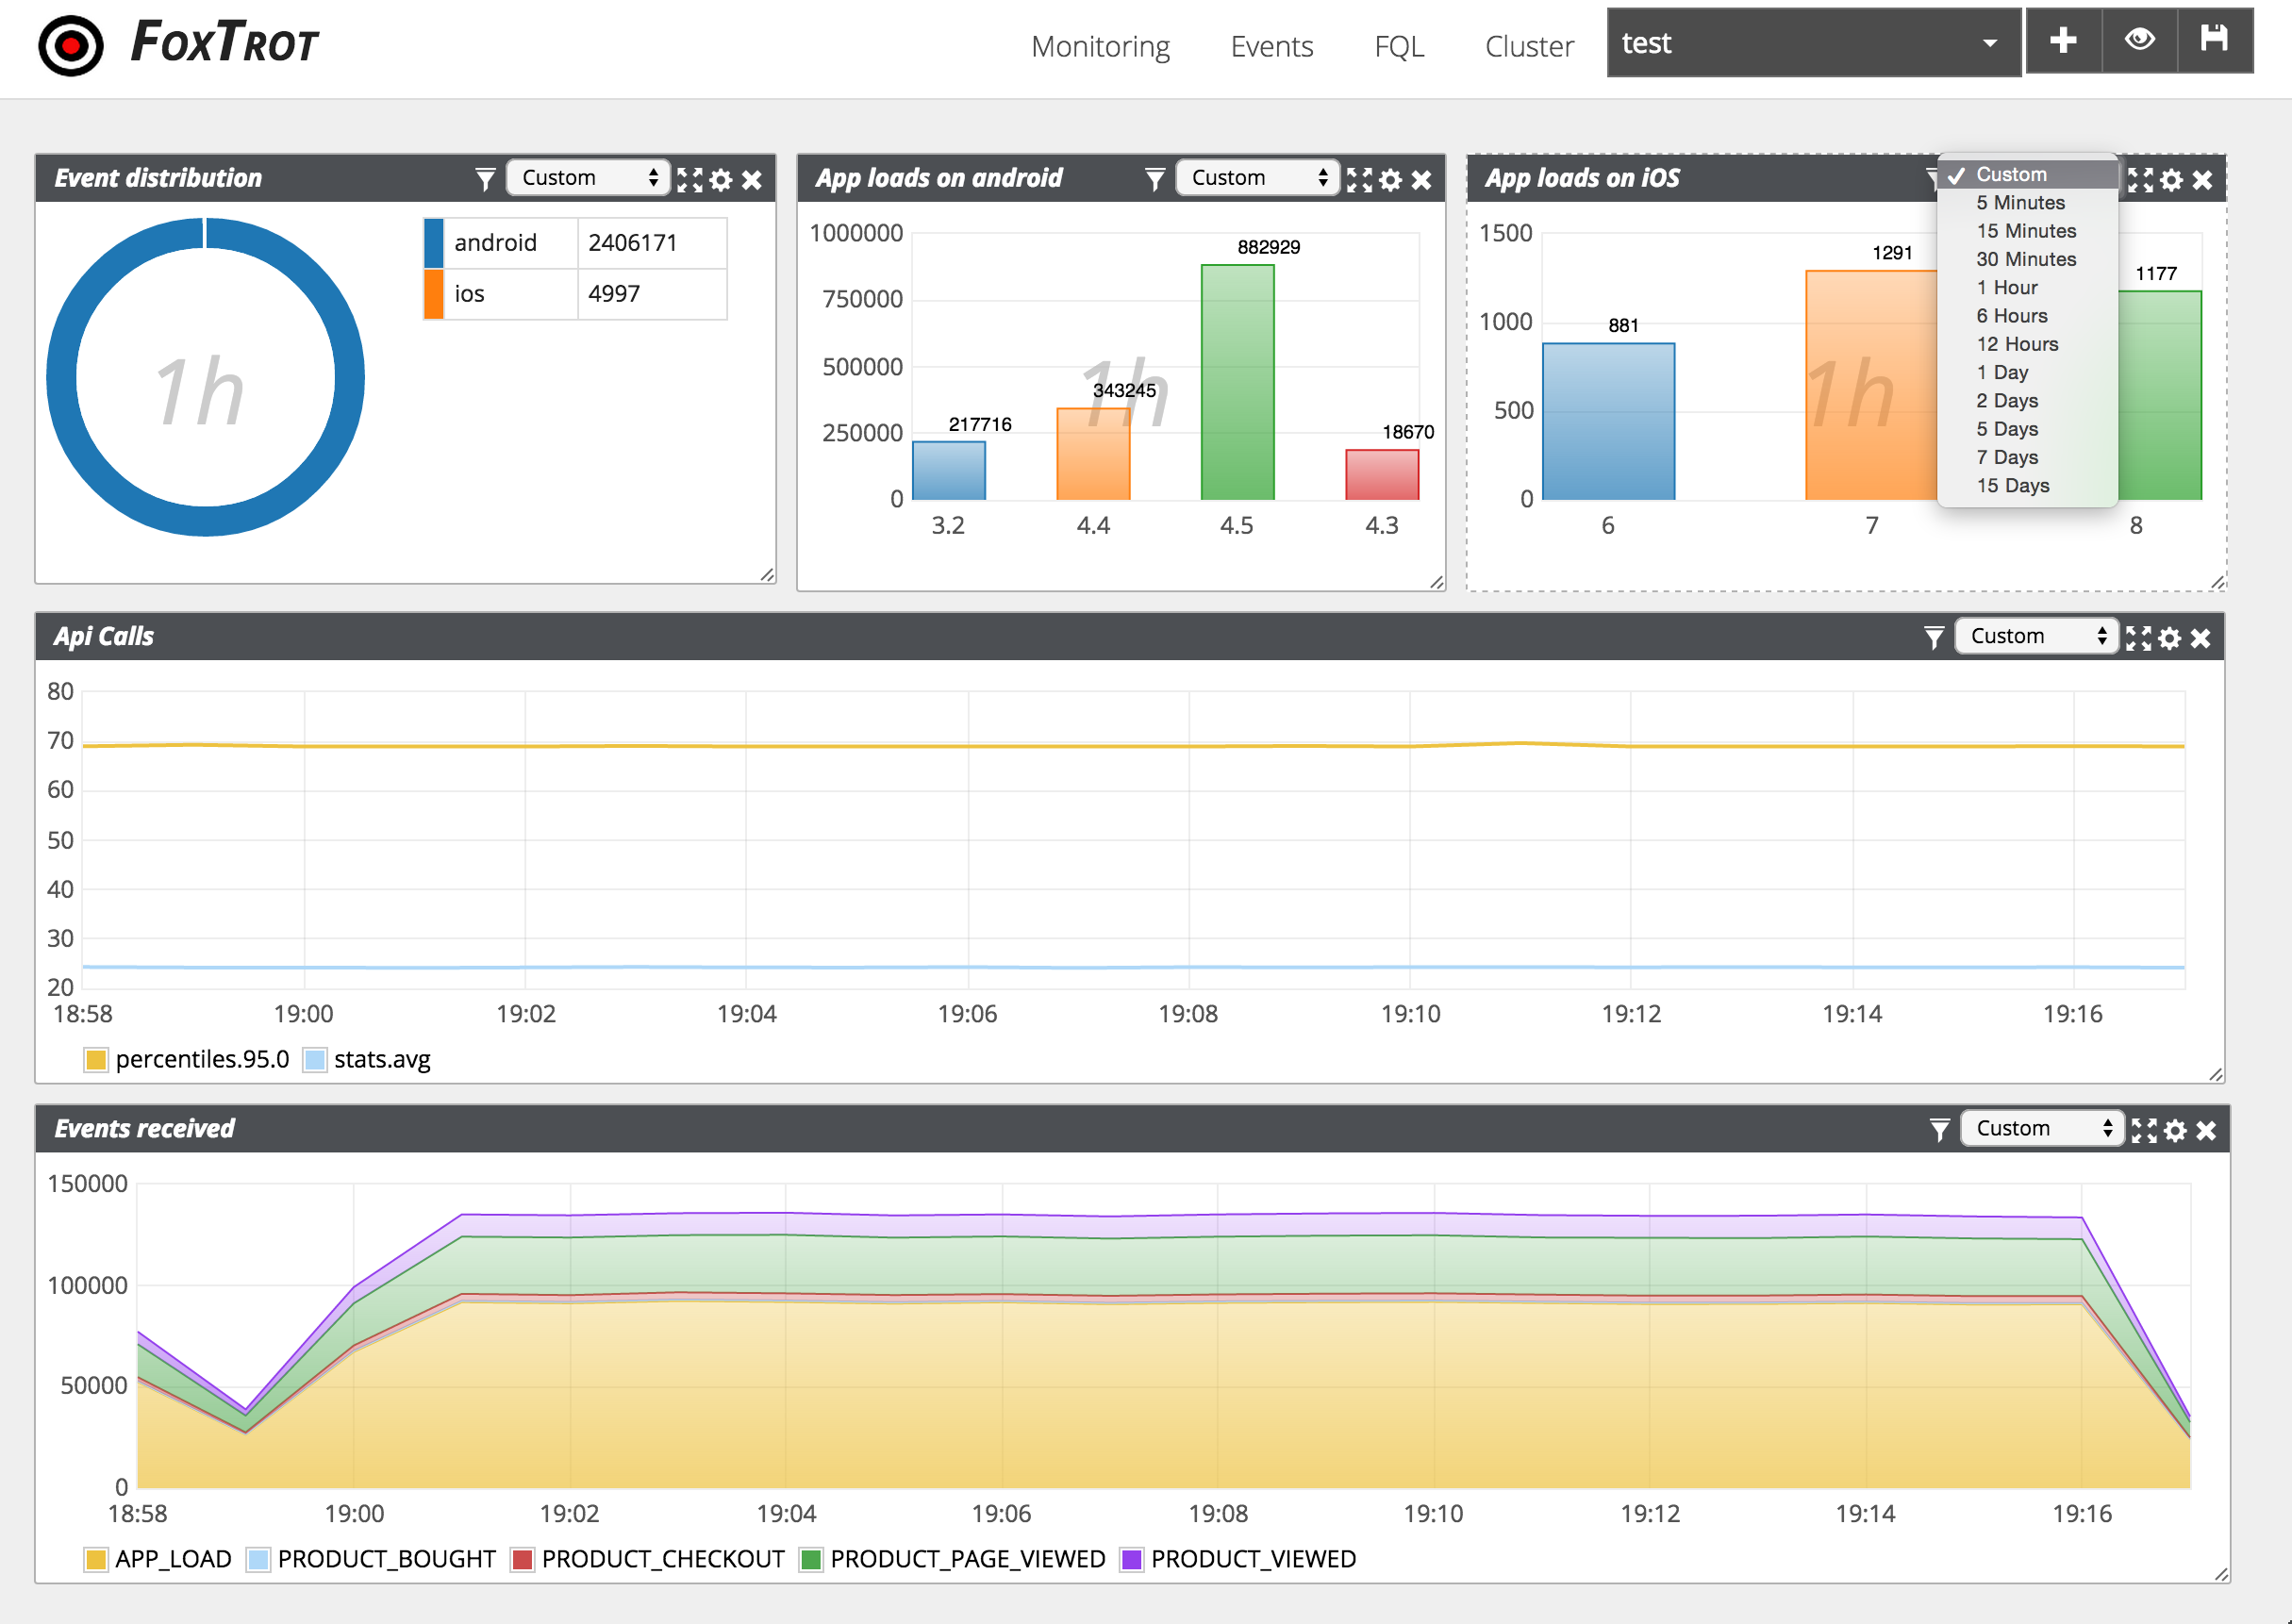 FOXTROT
Monitoring Events FQL Cluster test
Event distribution Custom
android 2406171
ios 4997
1h
App loads on android Custom
1000000
750000
500000
250000
0
217716
343245
882929
18670
1h
3.2 4.4 4.5 4.3
App loads on iOS
Custom
5 Minutes
15 Minutes
30 Minutes
1 Hour
6 Hours
12 Hours
1 Day
2 Days
5 Days
7 Days
15 Days
1500
1000
500
0
881
1291
1177
1h
6 7 8
Api Calls Custom
80
70
60
50
40
30
20
18:58 19:00 19:02 19:04 19:06 19:08 19:10 19:12 19:14 19:16
percentiles.95.0 stats.avg
Events received Custom
150000
100000
50000
0
18:58 19:00 19:02 19:04 19:06 19:08 19:10 19:12 19:14 19:16
APP_LOAD PRODUCT_BOUGHT PRODUCT_CHECKOUT PRODUCT_PAGE_VIEWED PRODUCT_VIEWED